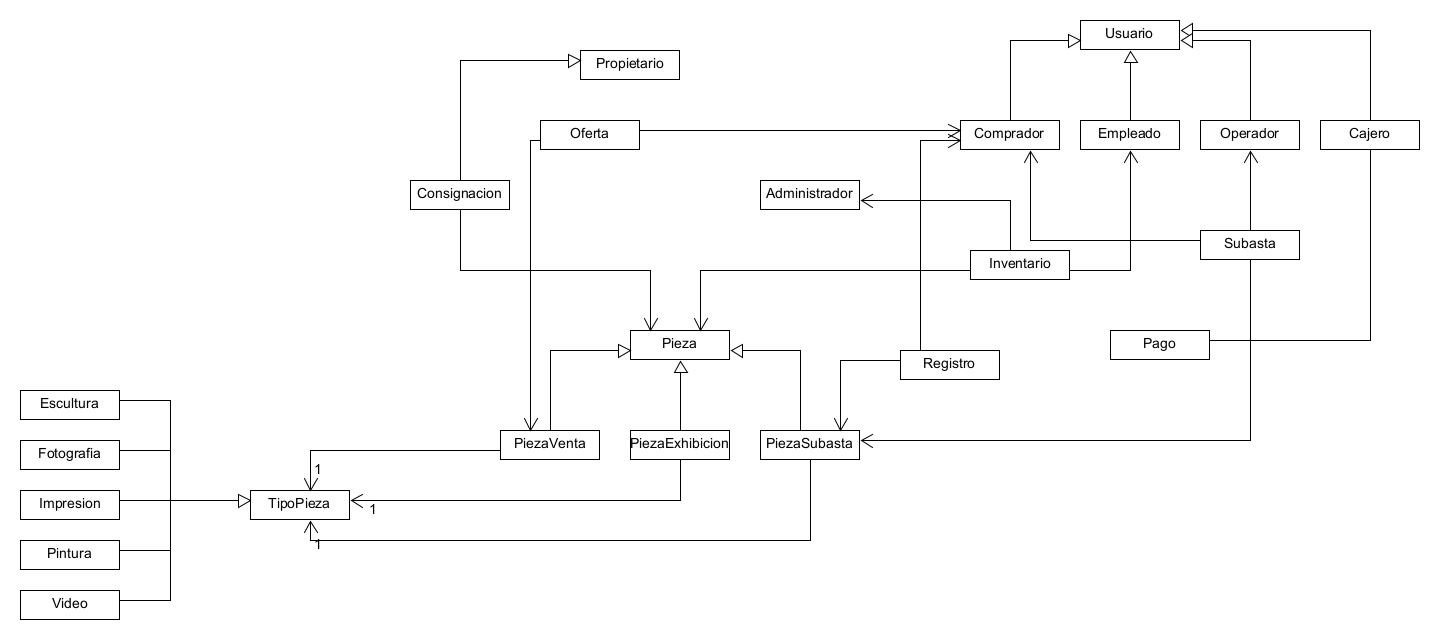 Usuario
Propietario
Oferta
Comprador
Empleado
Operador
Cajero
Consignacion
Administrador
Subasta
Inventario
Pieza
Pago
Registro
Escultura
PiezaVenta
PiezaExhibicion
PiezaSubasta
Fotografia
1
Impresion
TipoPieza
1
1
Pintura
Video